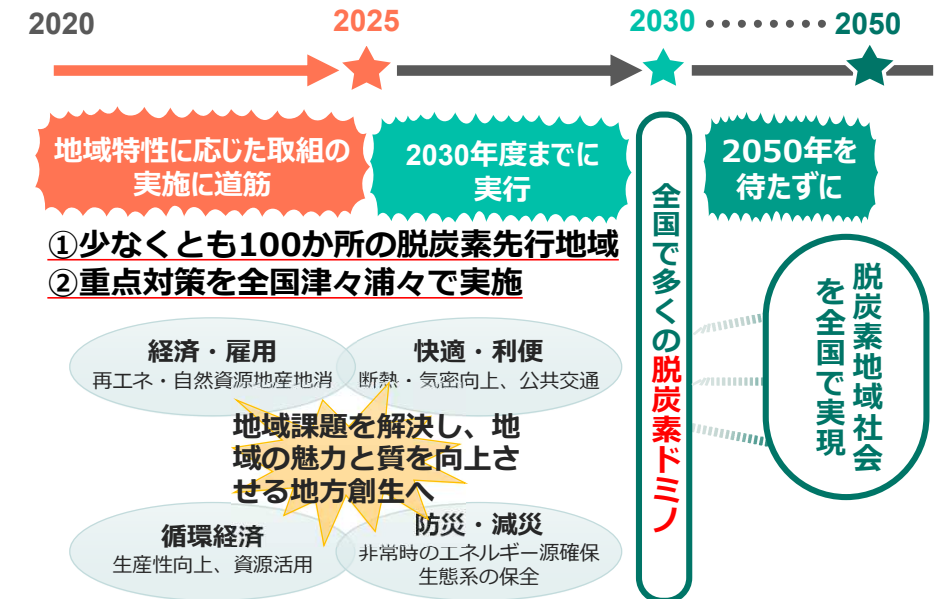 2020
2025
2030
2050
地域特性に応じた取組の
実施に道筋
2030年度までに
実行
2050年を
待たずに
①少なくとも100か所の脱炭素先行地域
②重点対策を全国津々浦々で実施
経済・雇用
再エネ・自然資源地産地消
快適・利便
断熱・気密向上、公共交通
地域課題を解決し、地
域の魅力と質を向上さ
せる地方創生へ
循環経済
生産性向上、資源活用
防災・減災
非常時のエネルギー源確保
生態系の保全
全国で多くの脱炭素ドミノ
脱炭素地域社会
を全国で実現